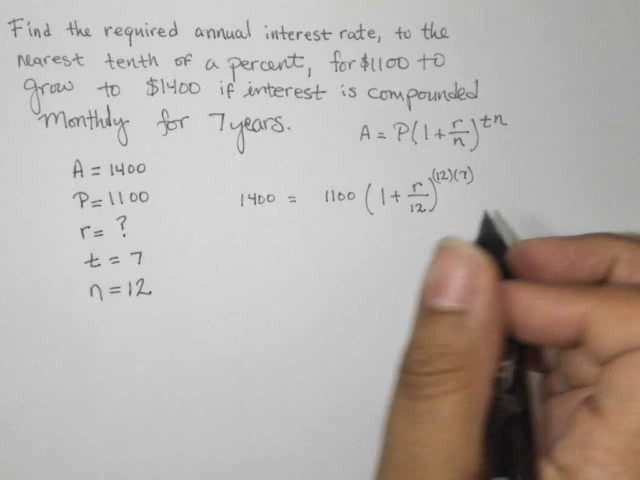 Find the required annual interest rate, to the
nearest tenth of a percent, for $1100 to
grow to $1400 if interest is compounded
Monthly for 7 years.
A = P(1 + r/n)^tn
A = 1400
P = 1100
r = ?
t = 7
n = 12
1400 = 1100 (1 + r/12)^(12)(7)